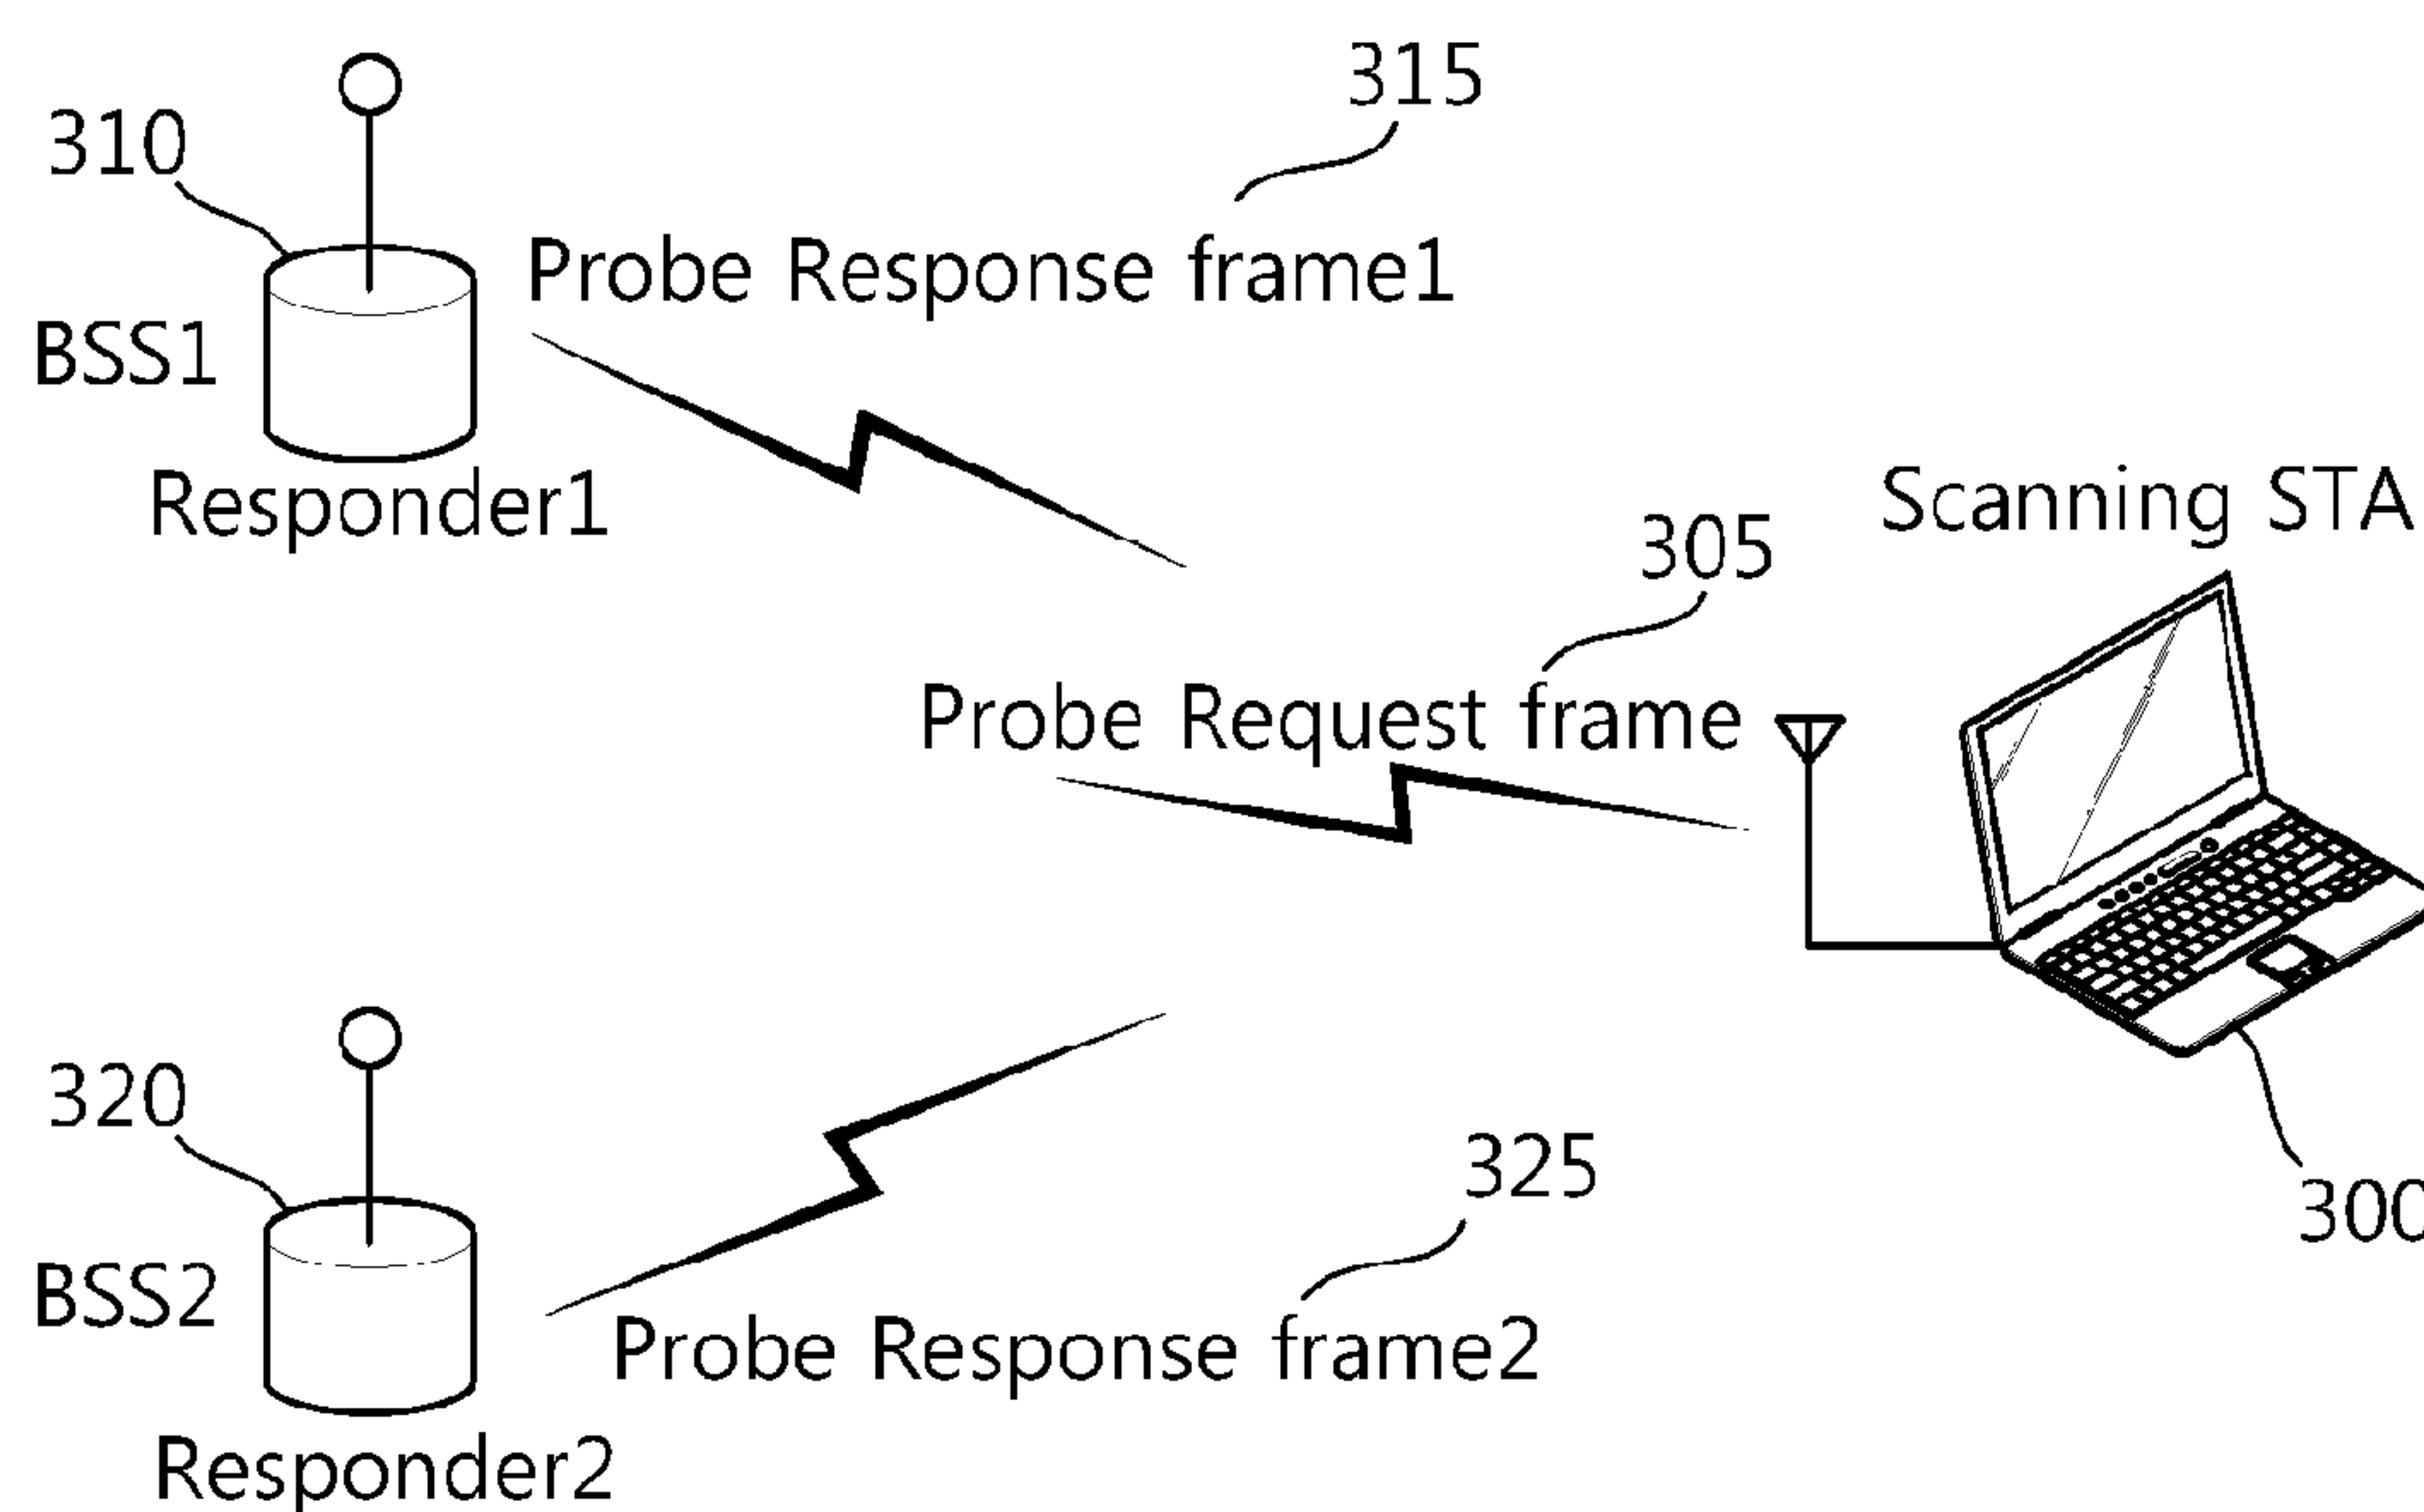 315
310
Probe Response frame1
BSS1
Responder1
Scanning STA
305
Probe Request frame
320
325
300
BSS2
Probe Response frame2
Responder2